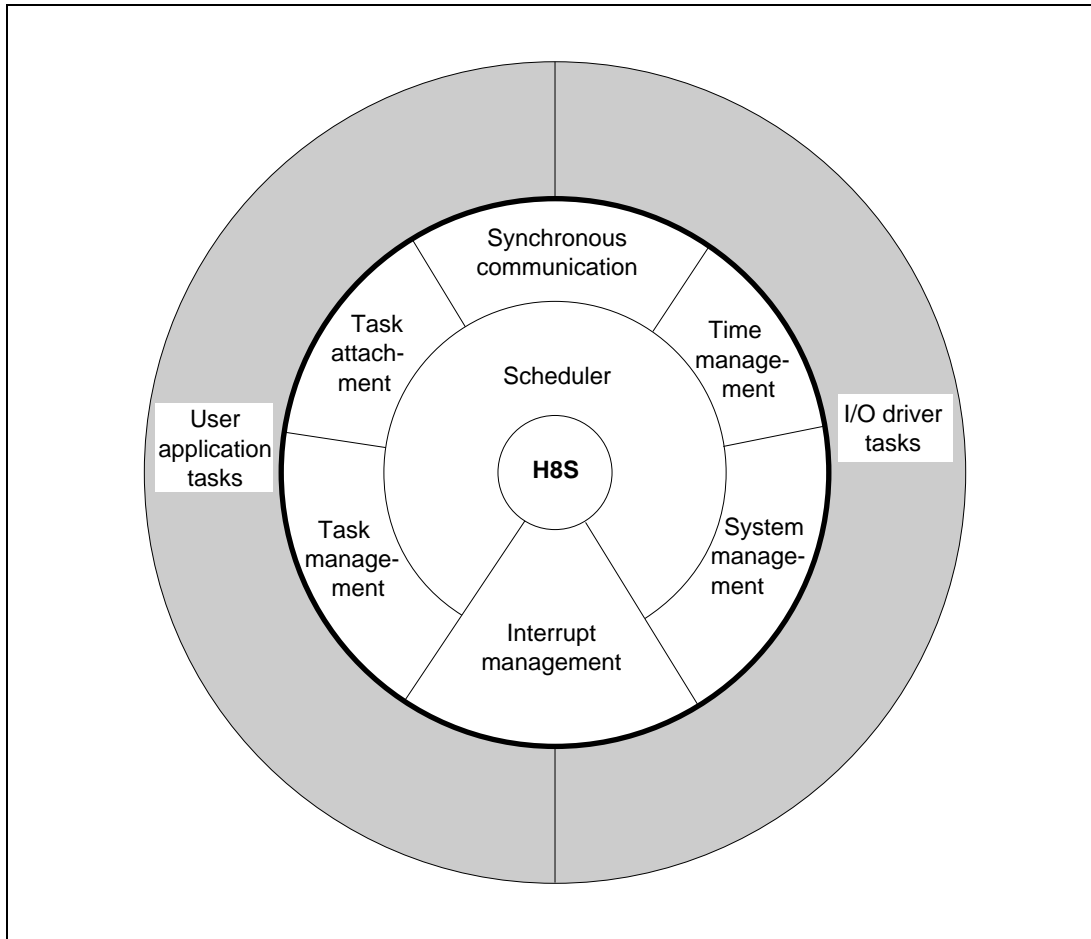 Synchronous
communication
Task
attach-
ment
Time
manage-
ment
Scheduler
User
application
tasks
I/O driver
tasks
H8S
Task
manage-
ment
System
manage-
ment
Interrupt
management